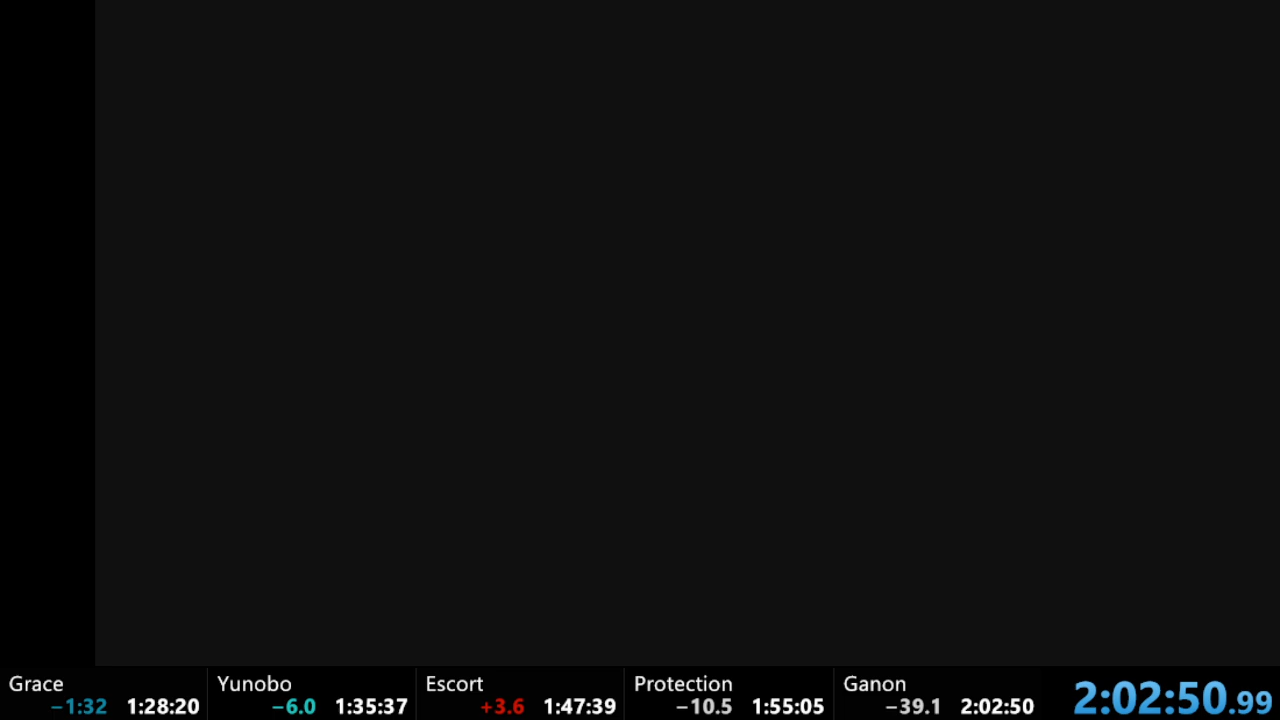 Grace
−1:32 1:28:20
Yunobo
−6.0 1:35:37
Escort
+3.6 1:47:39
Protection
−10.5 1:55:05
Ganon
−39.1 2:02:50
2:02:50.99